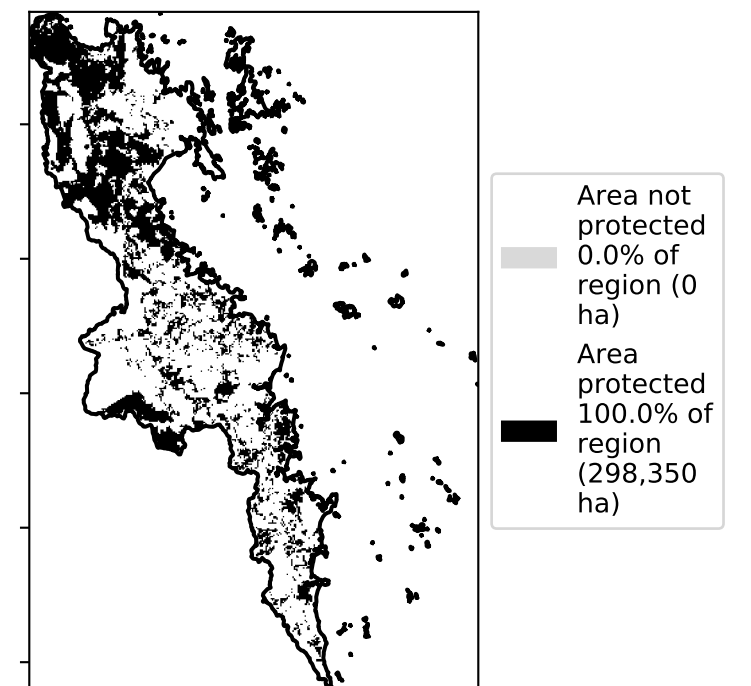 Area not
protected
0.0% of
region (0
ha)
Area
protected
100.0% of
region
(298,350
ha)